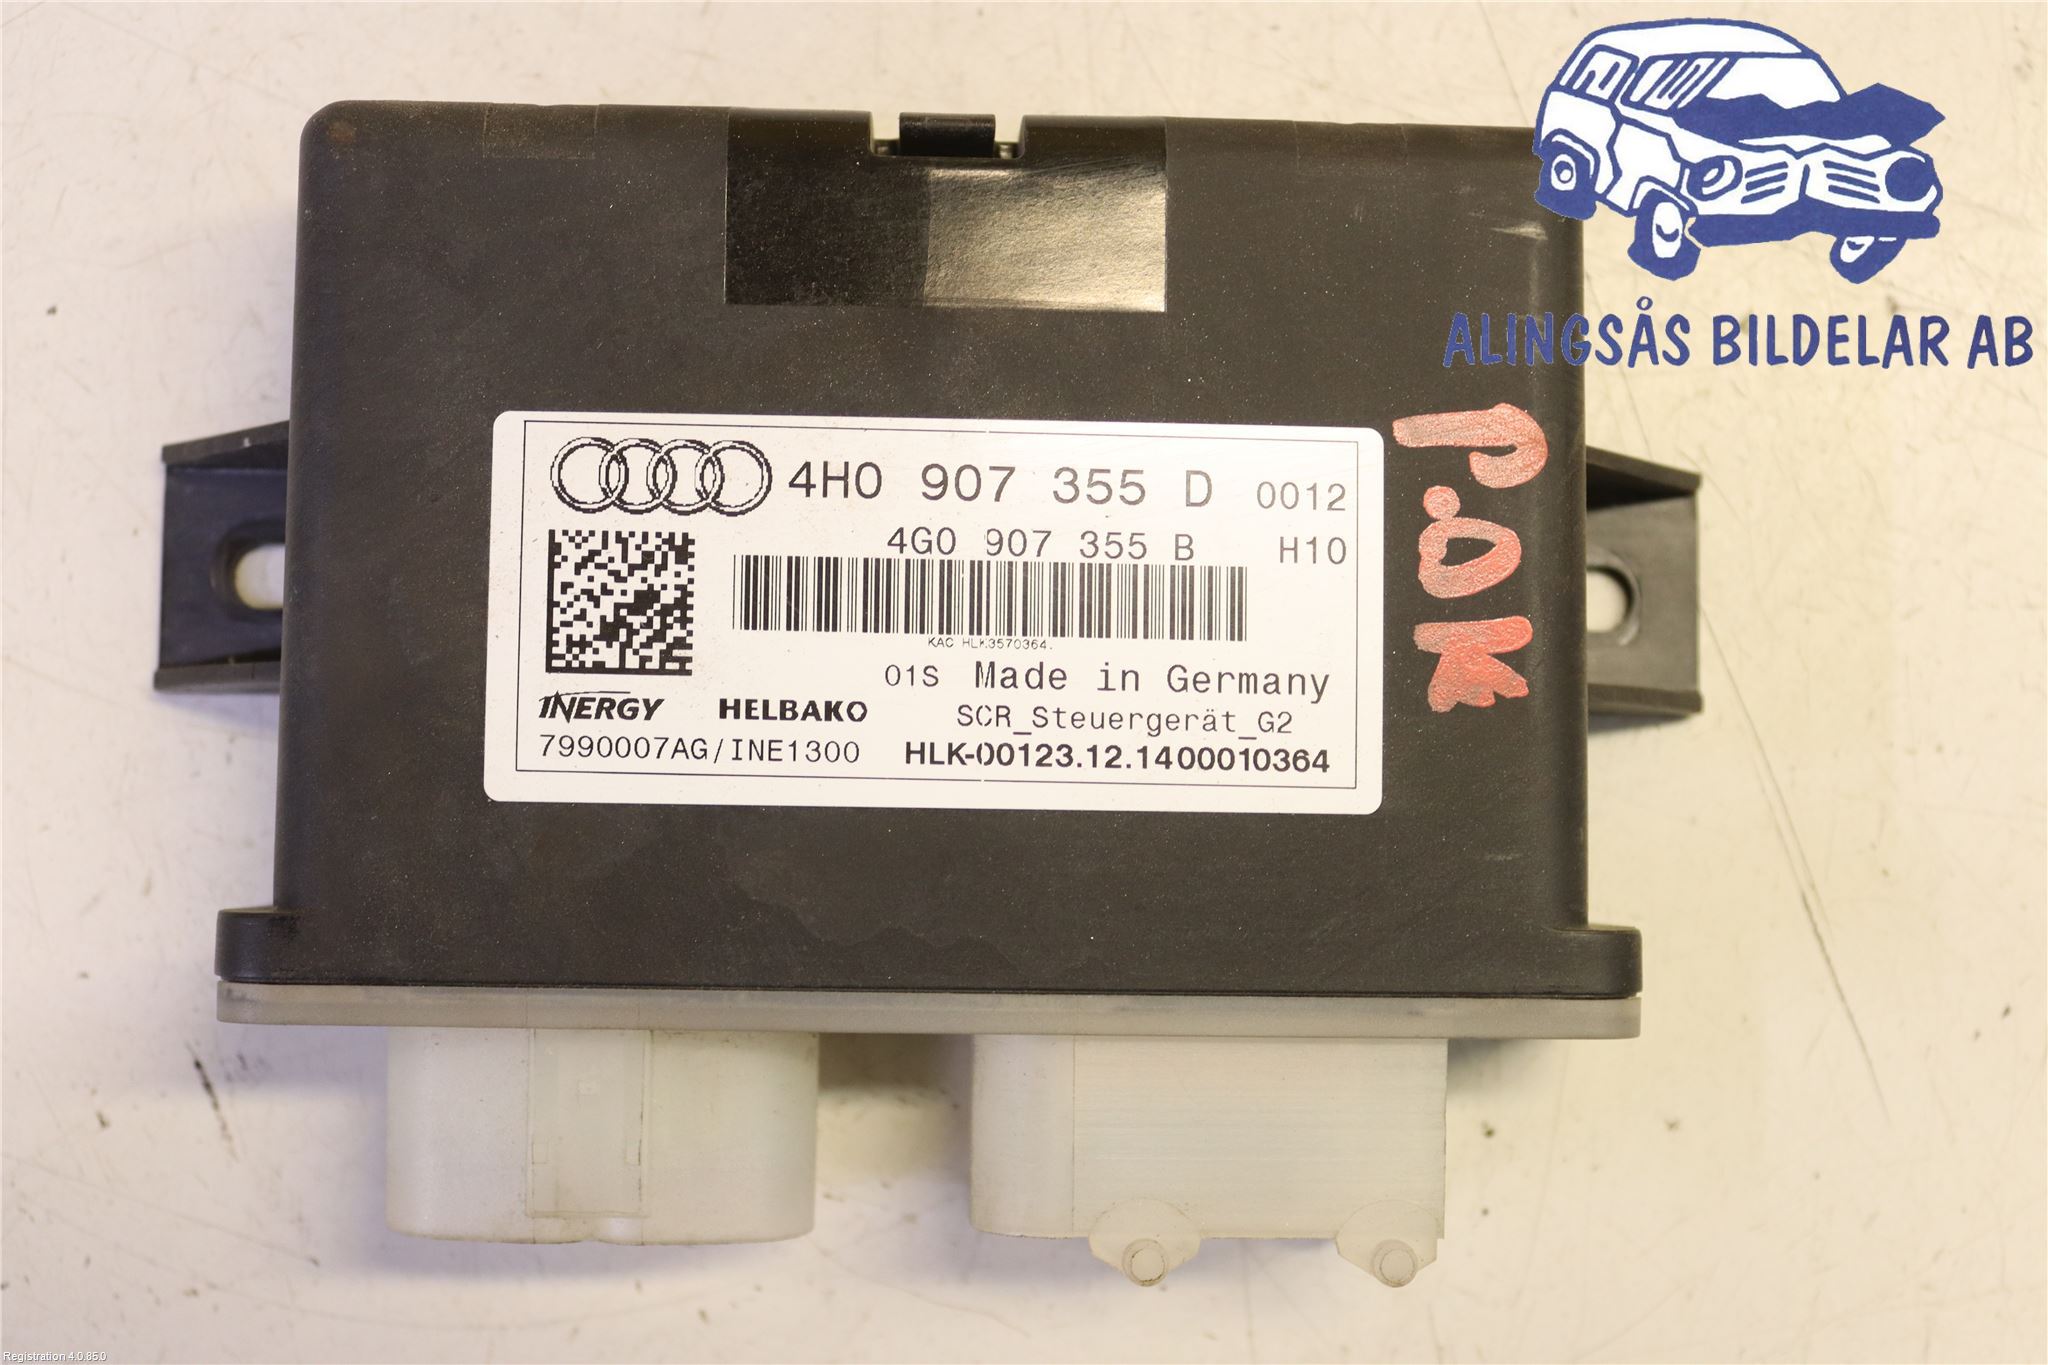 ALINGSÅS BILDELAR AB
4H0 907 355 D 0012
4G0 907 355 B H10
KAC HLK3570364.
01S Made in Germany
INERGY HELBAKO SCR_Steuergerät_G2
7990007AG/INE1300 HLK-00123.12.1400010364
P.OK
Registration 4.0.85.0